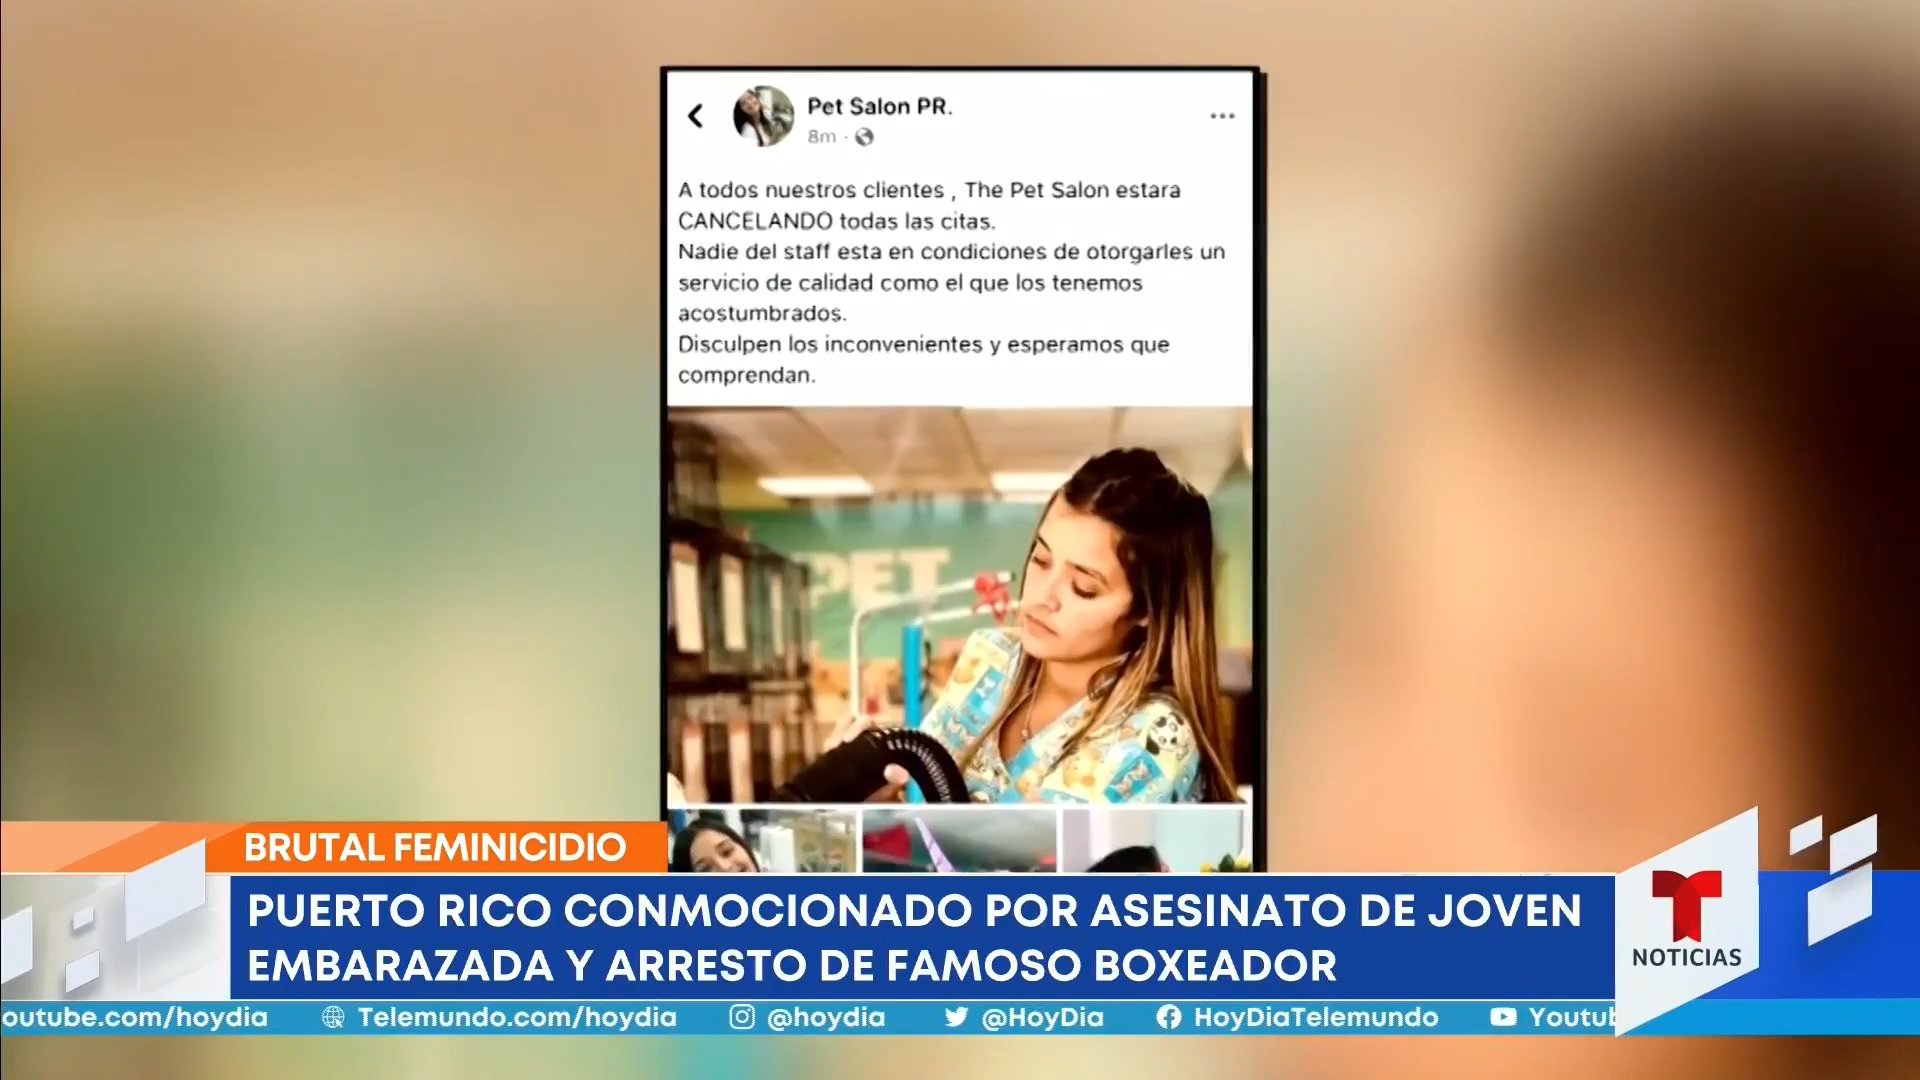 Pet Salon PR.
8m ·
A todos nuestros clientes , The Pet Salon estara
CANCELANDO todas las citas.
Nadie del staff esta en condiciones de otorgarles un
servicio de calidad como el que los tenemos
acostumbrados.
Disculpen los inconvenientes y esperamos que
comprendan.
PET
BRUTAL FEMINICIDIO
PUERTO RICO CONMOCIONADO POR ASESINATO DE JOVEN
EMBARAZADA Y ARRESTO DE FAMOSO BOXEADOR
NOTICIAS
outube.com/hoydia Telemundo.com/hoydia @hoydia @HoyDia HoyDiaTelemundo Youtub